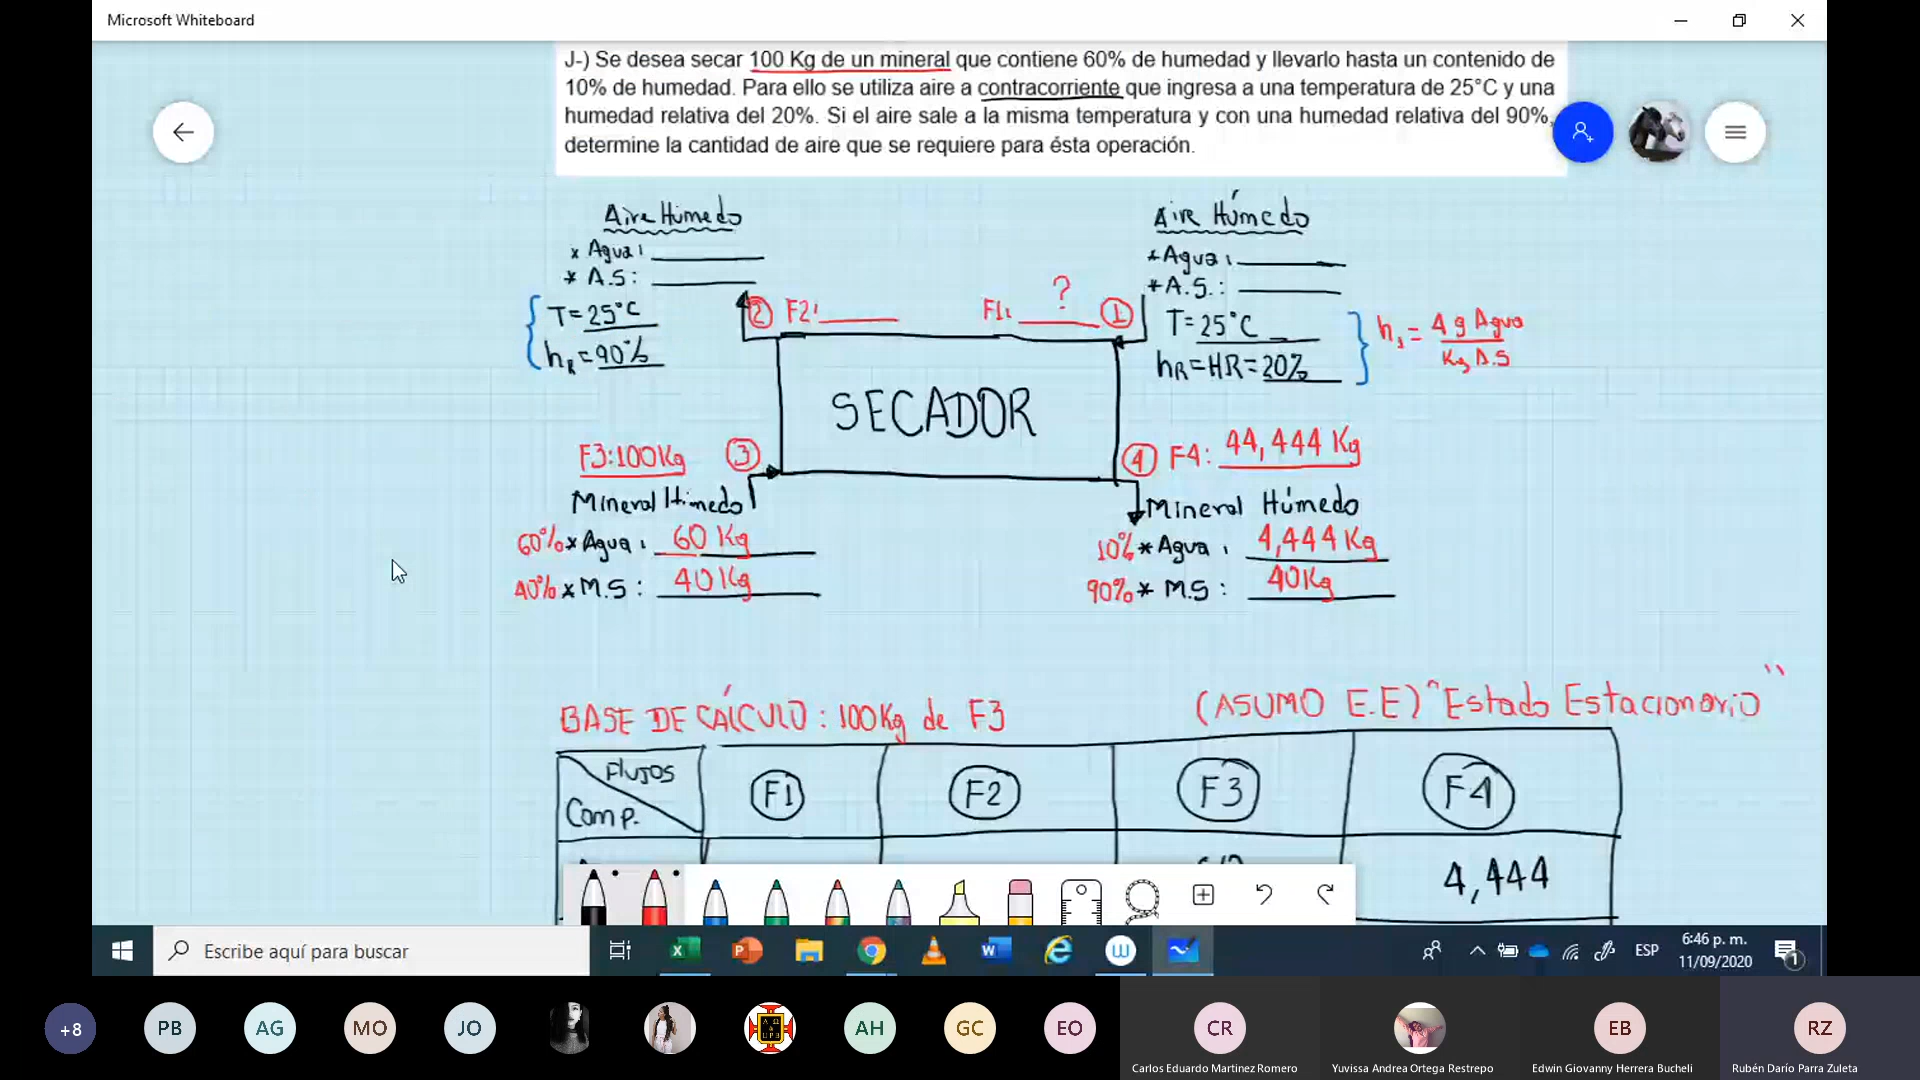 Microsoft Whiteboard
J-) Se desea secar 100 Kg de un mineral que contiene 60% de humedad y llevarlo hasta un contenido de
10% de humedad. Para ello se utiliza aire a contracorriente que ingresa a una temperatura de 25°C y una
humedad relativa del 20%. Si el aire sale a la misma temperatura y con una humedad relativa del 90%,
determine la cantidad de aire que se requiere para ésta operación.
Aire Húmedo
* Agua:
* A.S:
T=25°C
hR=90%
2 F2:
F1: ? 1
Aire Húmedo
* Agua:
* A.S.:
T=25°C
hR=HR=20%
h1 = 4 g Agua
Kg A.S
SECADOR
F3:100Kg 3
Mineral Húmedo
60% * Agua: 60 Kg
40% * M.S: 40 Kg
4 F4: 44,444 Kg
Mineral Húmedo
10% * Agua: 4,444 Kg
90% * M.S: 40Kg
BASE DE CÁLCULO: 100Kg de F3
(ASUMO E.E) "Estado Estacionario"
Flujos
Comp.
F1 F2 F3 F4
4,444
Escribe aquí para buscar
ESP
6:46 p. m.
11/09/2020
1
+8 PB AG MO JO AH GC EO CR EB RZ
Carlos Eduardo Martinez Romero
Yuvissa Andrea Ortega Restrepo
Edwin Giovanny Herrera Bucheli
Rubén Darío Parra Zuleta